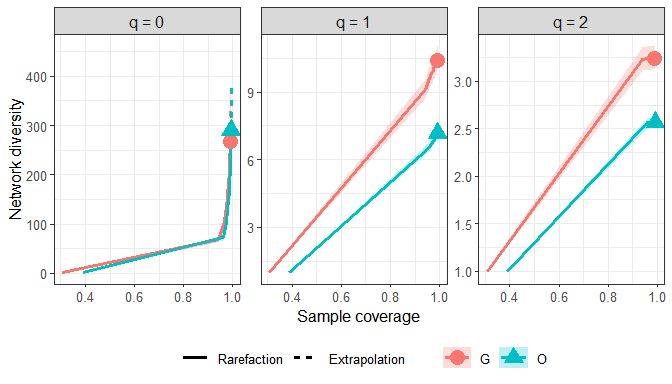 q = 0
q = 1
q = 2
Network diversity
400
300
200
100
0
9
6
3
3.0
2.5
2.0
1.5
1.0
0.4 0.6 0.8 1.0
0.4 0.6 0.8 1.0
0.4 0.6 0.8 1.0
Sample coverage
Rarefaction Extrapolation G O